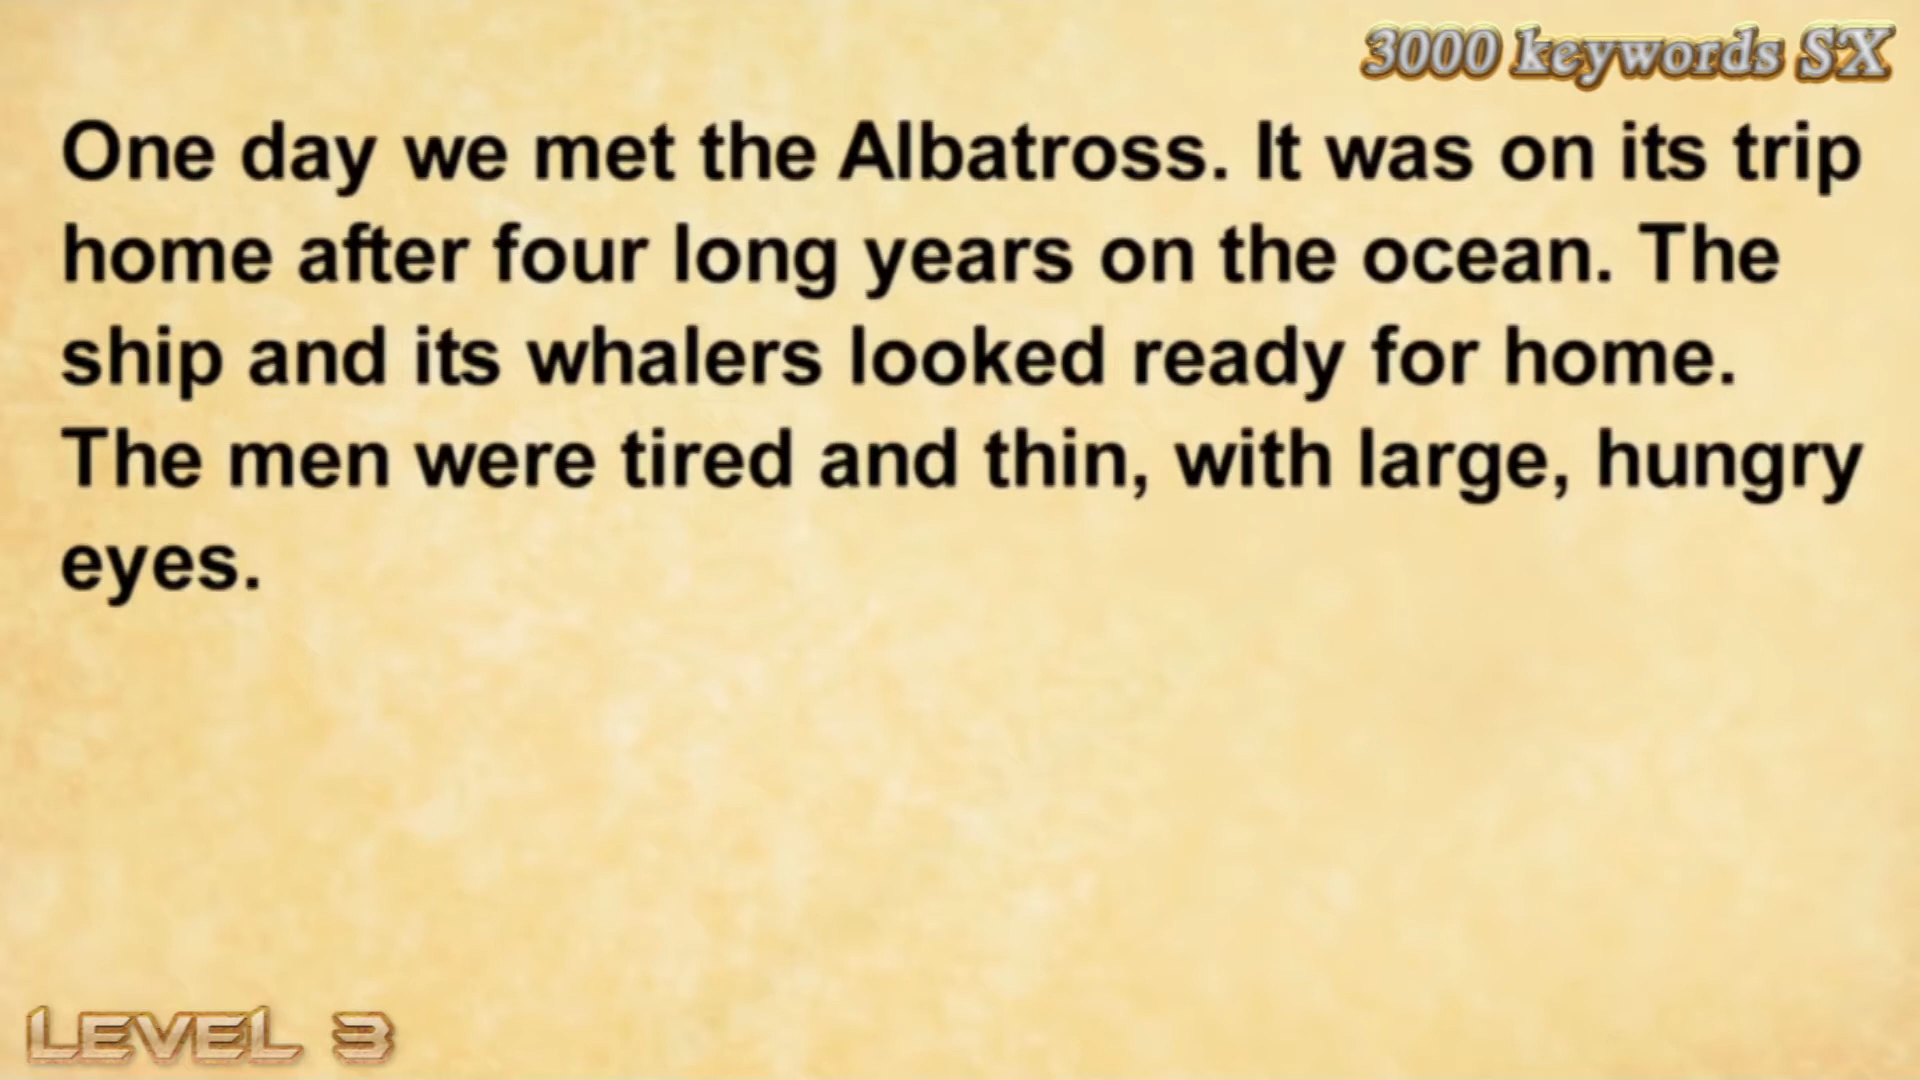 3000 keywords SX
One day we met the Albatross. It was on its trip
home after four long years on the ocean. The
ship and its whalers looked ready for home.
The men were tired and thin, with large, hungry
eyes.
LEVEL 3